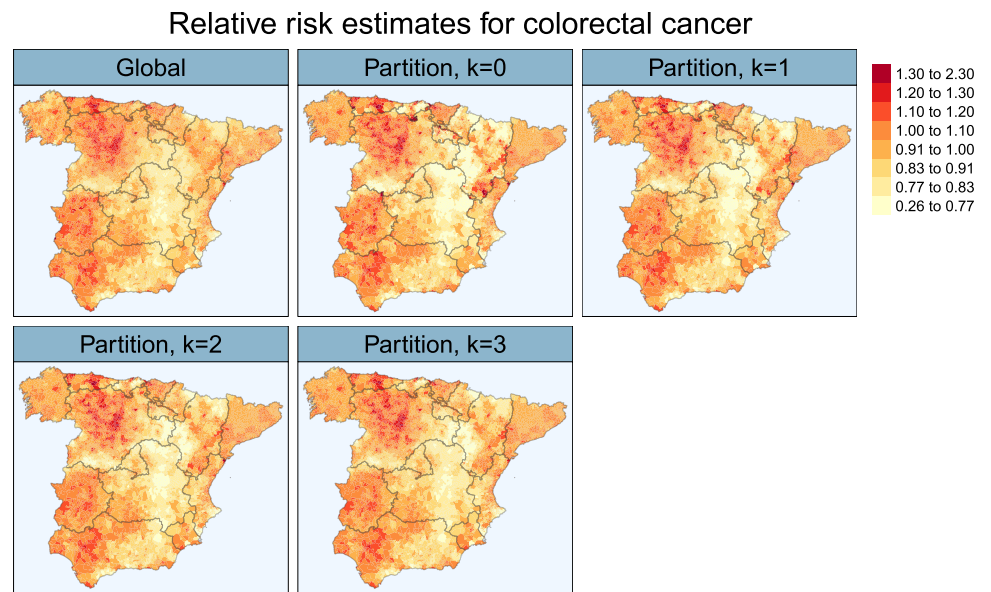 Relative risk estimates for colorectal cancer
Global
Partition, k=0
Partition, k=1
1.30 to 2.30
1.20 to 1.30
1.10 to 1.20
1.00 to 1.10
0.91 to 1.00
0.83 to 0.91
0.77 to 0.83
0.26 to 0.77
Partition, k=2
Partition, k=3